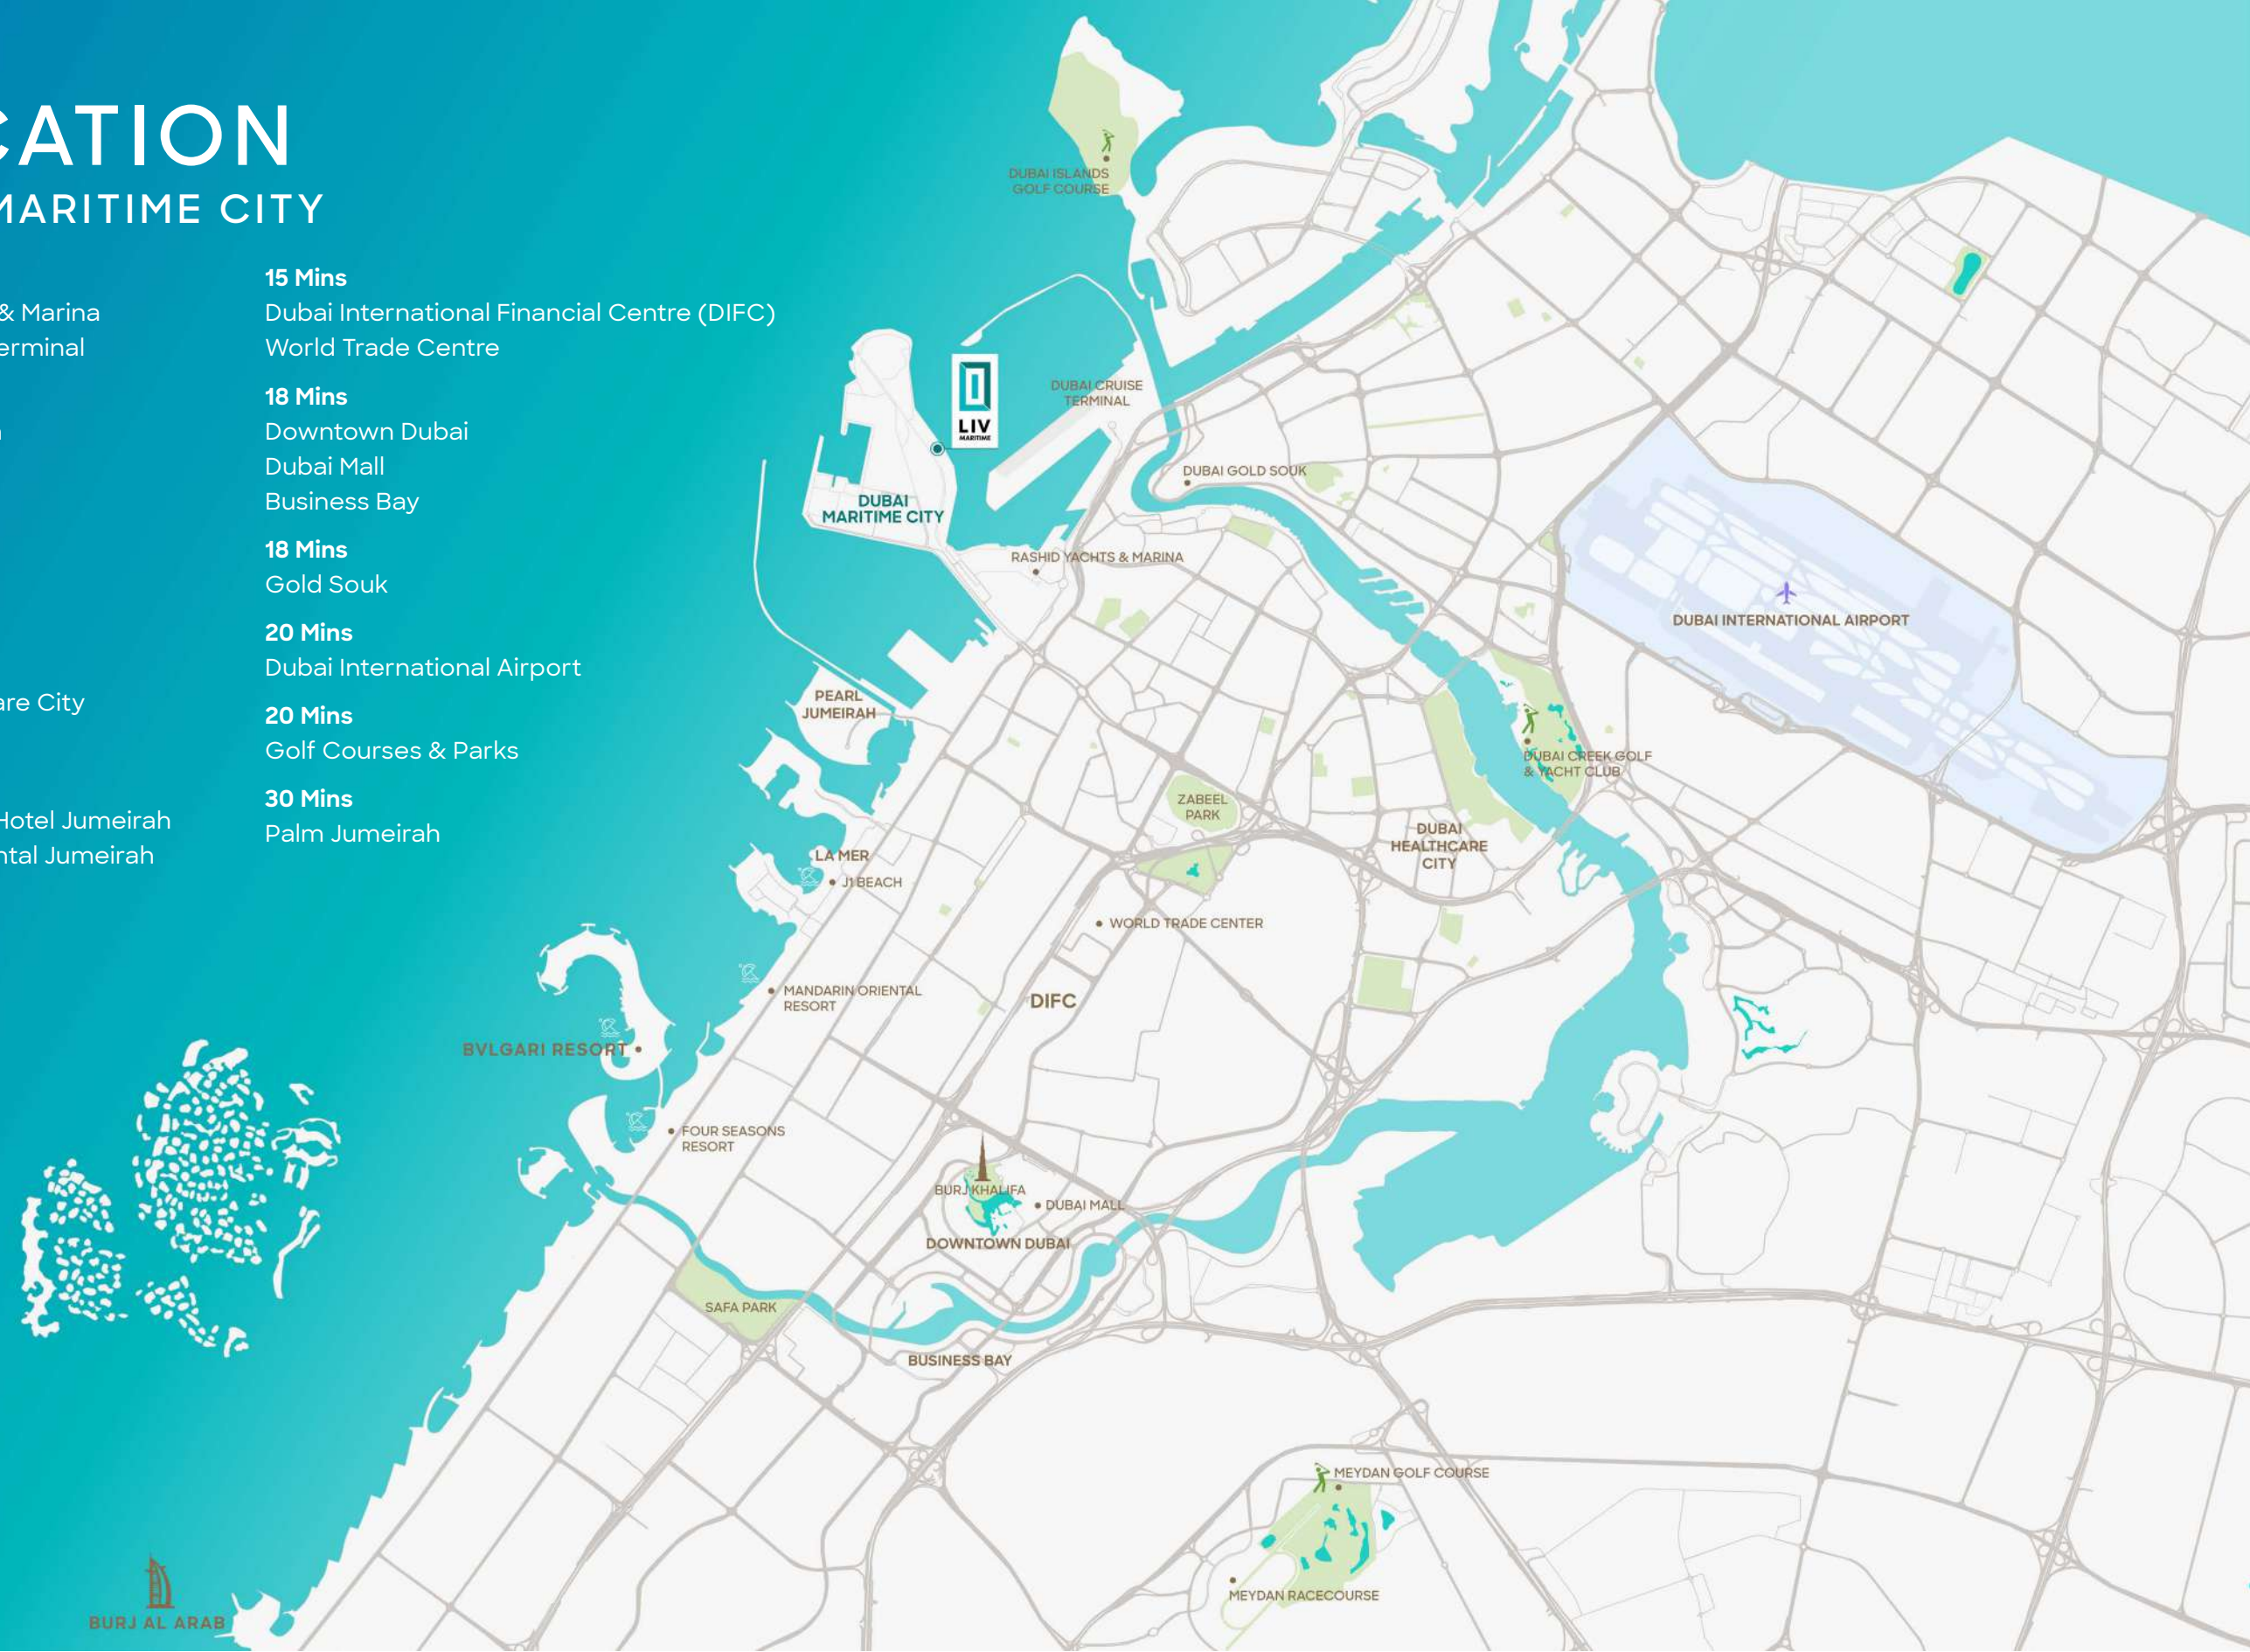 CATION
MARITIME CITY
& Marina
erminal
are City
Hotel Jumeirah
ntal Jumeirah
15 Mins
Dubai International Financial Centre (DIFC)
World Trade Centre
18 Mins
Downtown Dubai
Dubai Mall
Business Bay
18 Mins
Gold Souk
20 Mins
Dubai International Airport
20 Mins
Golf Courses & Parks
30 Mins
Palm Jumeirah
DUBAI ISLANDS
GOLF COURSE
LIV
MARITIME
DUBAI CRUISE
TERMINAL
DUBAI GOLD SOUK
DUBAI
MARITIME CITY
RASHID YACHTS & MARINA
DUBAI INTERNATIONAL AIRPORT
PEARL
JUMEIRAH
DUBAI CREEK GOLF
& YACHT CLUB
ZABEEL
PARK
DUBAI
HEALTHCARE
CITY
LA MER
J1 BEACH
WORLD TRADE CENTER
MANDARIN ORIENTAL
RESORT
DIFC
BVLGARI RESORT
FOUR SEASONS
RESORT
BURJ KHALIFA
DUBAI MALL
DOWNTOWN DUBAI
SAFA PARK
BUSINESS BAY
MEYDAN GOLF COURSE
MEYDAN RACECOURSE
BURJ AL ARAB